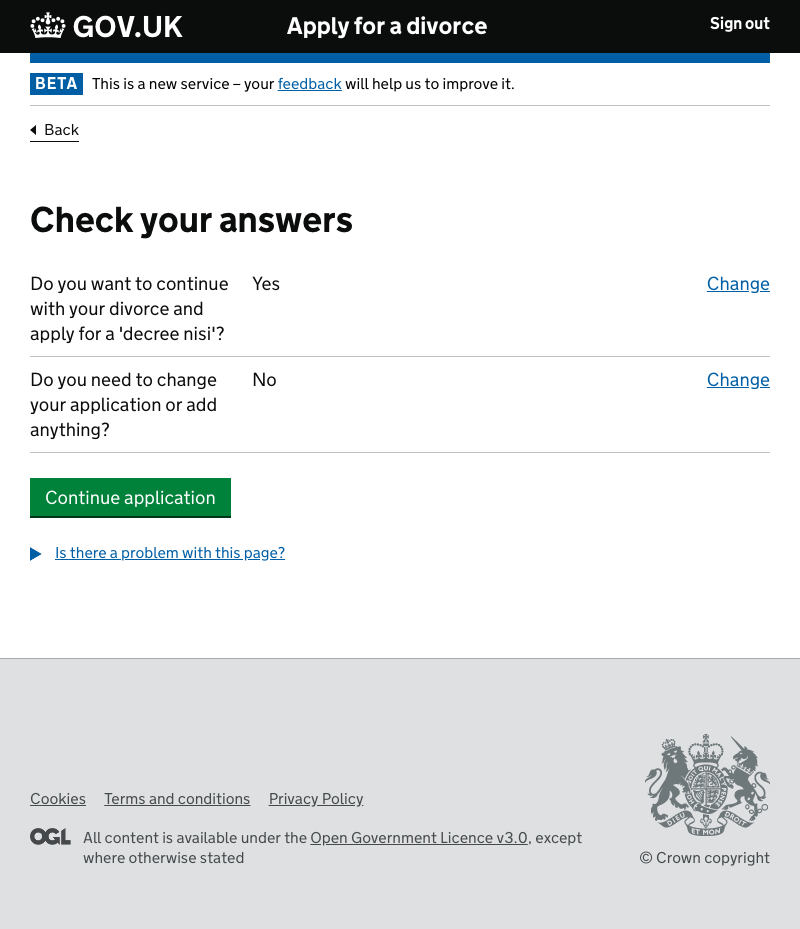 GOV.UK Apply for a divorce Sign out
BETA This is a new service – your feedback will help us to improve it.
Back
Check your answers
Do you want to continue Yes Change
with your divorce and
apply for a 'decree nisi'?
Do you need to change No Change
your application or add
anything?
Continue application
Is there a problem with this page?
Cookies Terms and conditions Privacy Policy
OGL All content is available under the Open Government Licence v3.0, except
where otherwise stated
DIEU ET MON DROIT
© Crown copyright